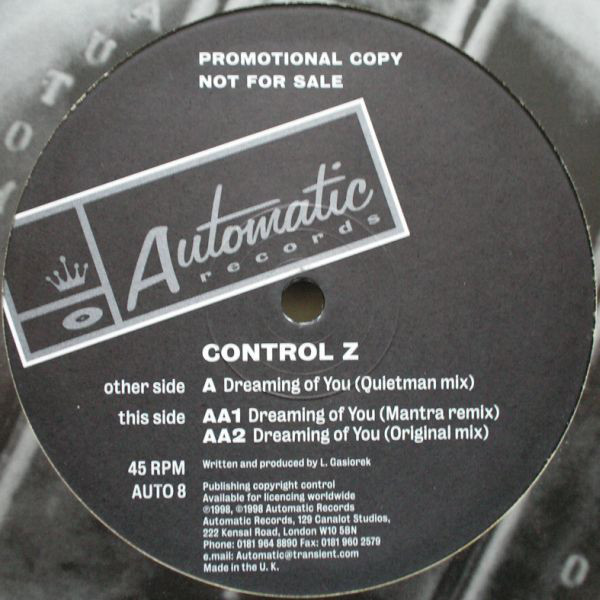 AUTO
PROMOTIONAL COPY
NOT FOR SALE
Automatic
records
CONTROL Z
other side A Dreaming of You (Quietman mix)
this side AA1 Dreaming of You (Mantra remix)
AA2 Dreaming of You (Original mix)
45 RPM Written and produced by L. Gasiorek
AUTO 8 Publishing copyright control
Available for licencing worldwide
℗1998, ©1998 Automatic Records
Automatic Records, 129 Canalot Studios,
222 Kensal Road, London W10 5BN
Phone: 0181 964 8890 Fax: 0181 960 2579
e.mail: Automatic@transient.com
Made in the U. K.